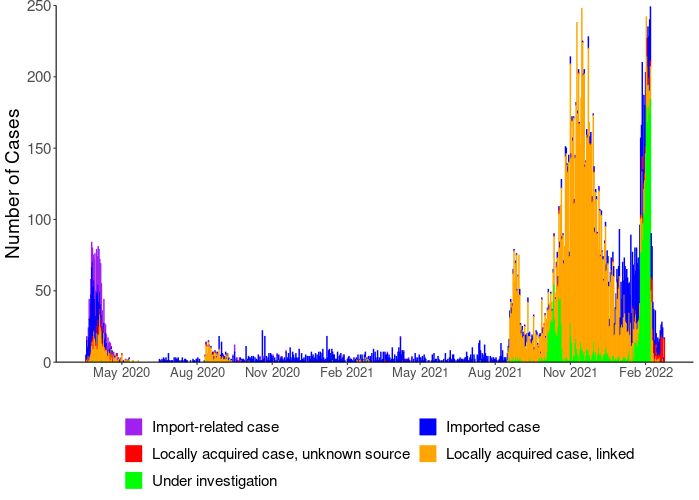 Number of Cases
250
200
150
100
50
0
May 2020 Aug 2020 Nov 2020 Feb 2021 May 2021 Aug 2021 Nov 2021 Feb 2022
Import-related case Imported case
Locally acquired case, unknown source Locally acquired case, linked
Under investigation